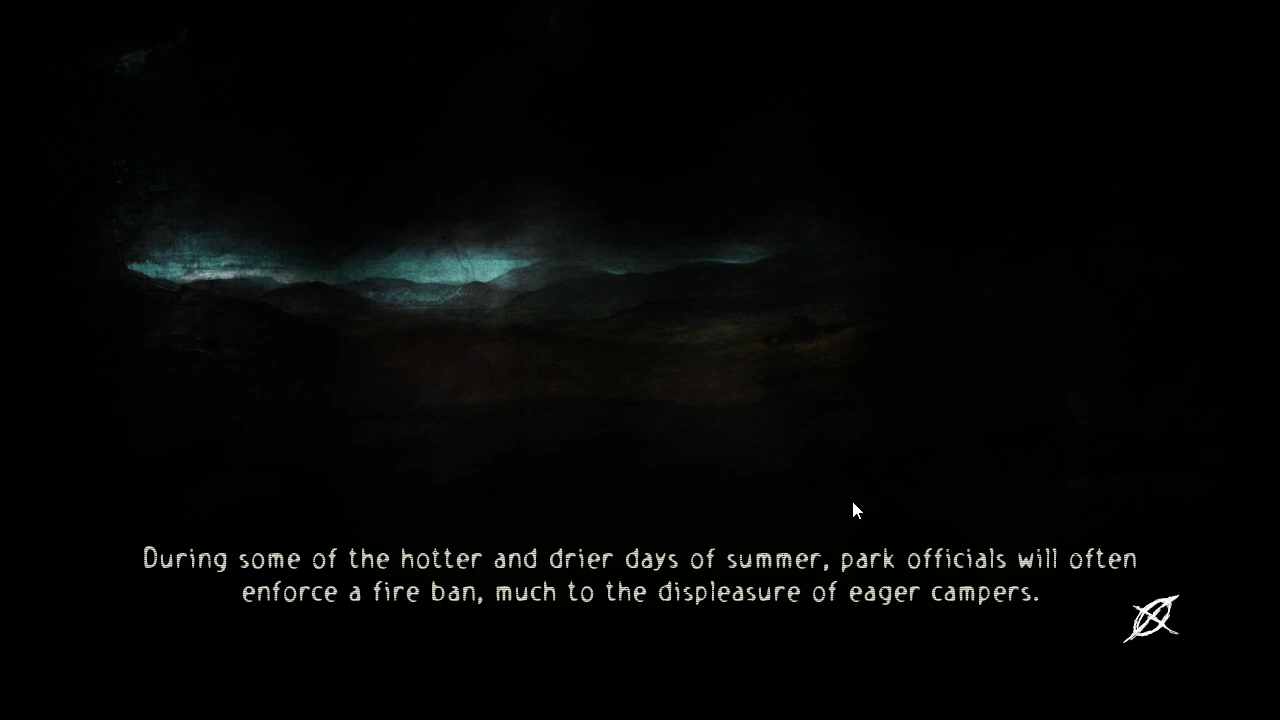 During some of the hotter and drier days of summer, park officials will often
enforce a fire ban, much to the displeasure of eager campers.